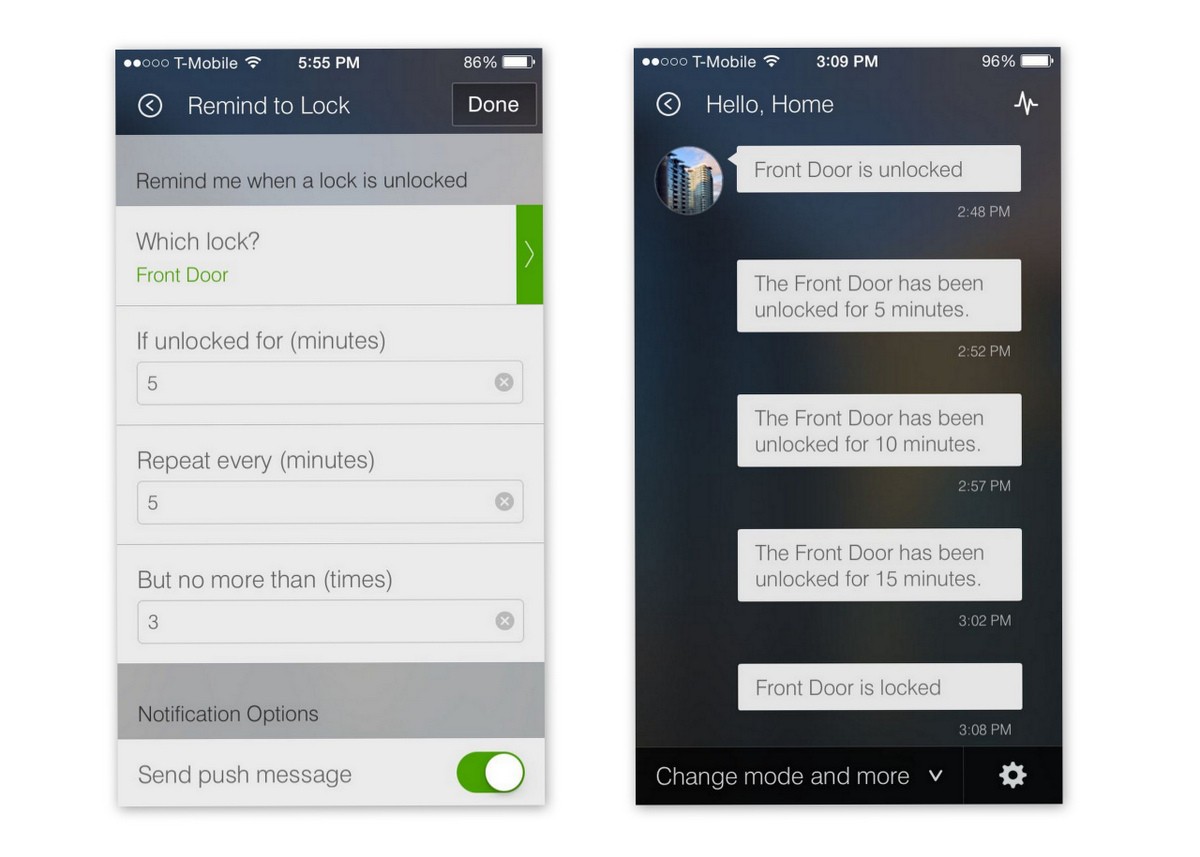 T-Mobile 5:55 PM 86%
Remind to Lock Done
Remind me when a lock is unlocked
Which lock?
Front Door
If unlocked for (minutes)
5
Repeat every (minutes)
5
But no more than (times)
3
Notification Options
Send push message
T-Mobile 3:09 PM 96%
Hello, Home
Front Door is unlocked
2:48 PM
The Front Door has been
unlocked for 5 minutes.
2:52 PM
The Front Door has been
unlocked for 10 minutes.
2:57 PM
The Front Door has been
unlocked for 15 minutes.
3:02 PM
Front Door is locked
3:08 PM
Change mode and more